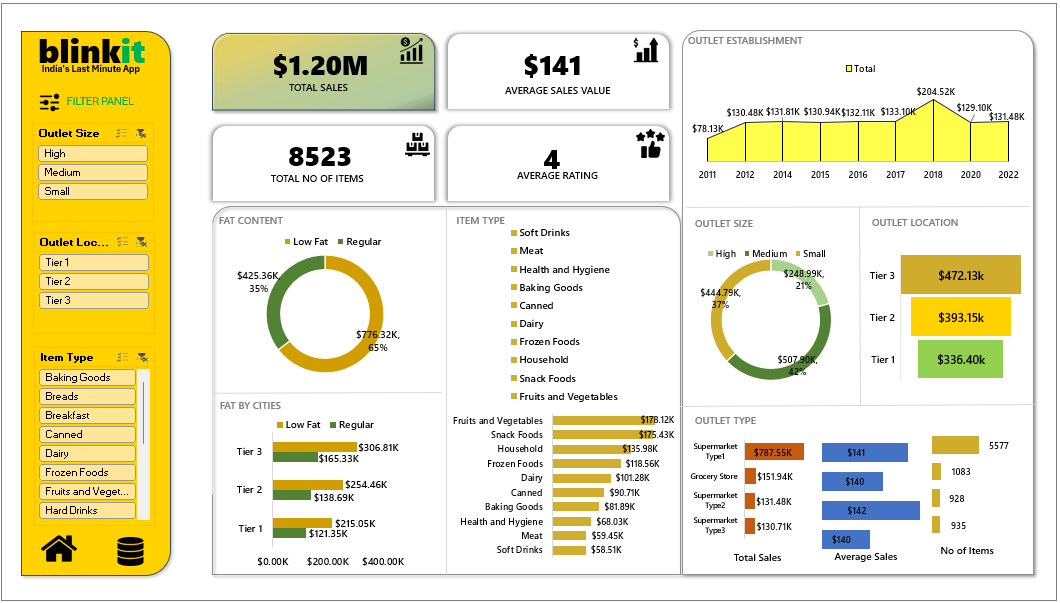 blinkit
India's Last Minute App
FILTER PANEL
Outlet Size
High
Medium
Small
Outlet Loc...
Tier 1
Tier 2
Tier 3
Item Type
Baking Goods
Breads
Breakfast
Canned
Dairy
Frozen Foods
Fruits and Veget...
Hard Drinks
$1.20M
TOTAL SALES
$141
AVERAGE SALES VALUE
8523
TOTAL NO OF ITEMS
4
AVERAGE RATING
OUTLET ESTABLISHMENT
Total
$78.13K $130.48K $131.81K $130.94K $132.11K $133.10K $204.52K $129.10K $131.48K
2011 2012 2014 2015 2016 2017 2018 2020 2022
FAT CONTENT
Low Fat Regular
$425.36K,
35%
$776.32K,
65%
FAT BY CITIES
Low Fat Regular
Tier 3 $306.81K
$165.33K
Tier 2 $254.46K
$138.69K
Tier 1 $215.05K
$121.35K
$0.00K $200.00K $400.00K
ITEM TYPE
Soft Drinks
Meat
Health and Hygiene
Baking Goods
Canned
Dairy
Frozen Foods
Household
Snack Foods
Fruits and Vegetables
Fruits and Vegetables $178.12K
Snack Foods $175.43K
Household $135.98K
Frozen Foods $118.56K
Dairy $101.28K
Canned $90.71K
Baking Goods $81.89K
Health and Hygiene $68.03K
Meat $59.45K
Soft Drinks $58.51K
OUTLET SIZE
High Medium Small
$248.99K,
21%
$444.79K,
37%
$507.90K,
42%
OUTLET LOCATION
Tier 3 $472.13k
Tier 2 $393.15k
Tier 1 $336.40k
OUTLET TYPE
Supermarket
Type1
$787.55K
Grocery Store $151.94K
Supermarket
Type2
$131.48K
Supermarket
Type3
$130.71K
Total Sales
$141
$140
$142
$140
Average Sales
5577
1083
928
935
No of Items